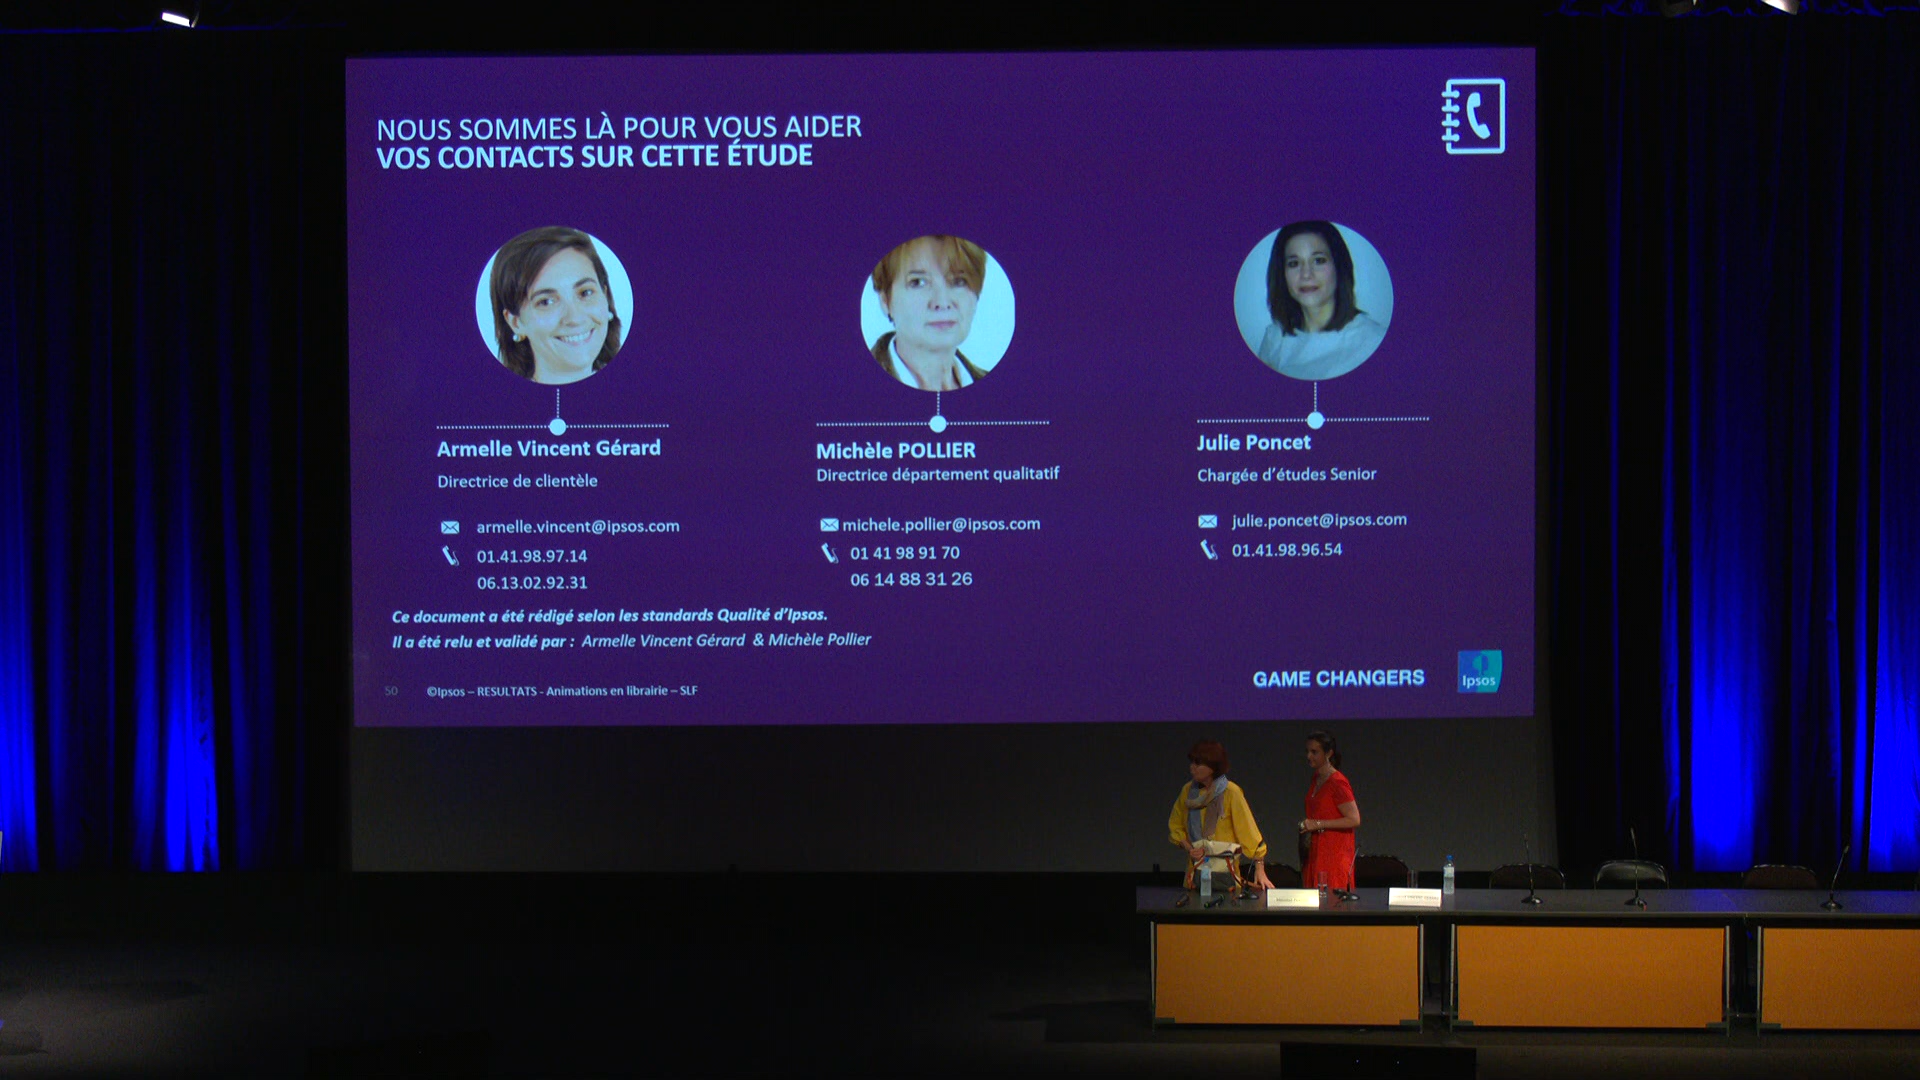 NOUS SOMMES LÀ POUR VOUS AIDER
VOS CONTACTS SUR CETTE ÉTUDE
Armelle Vincent Gérard
Directrice de clientèle
armelle.vincent@ipsos.com
01.41.98.97.14
06.13.02.92.31
Michèle POLLIER
Directrice département qualitatif
michele.pollier@ipsos.com
01 41 98 91 70
06 14 88 31 26
Julie Poncet
Chargée d'études Senior
julie.poncet@ipsos.com
01.41.98.96.54
Ce document a été rédigé selon les standards Qualité d'Ipsos.
Il a été relu et validé par : Armelle Vincent Gérard & Michèle Pollier
50 ©Ipsos – RESULTATS - Animations en librairie – SLF
GAME CHANGERS
Ipsos